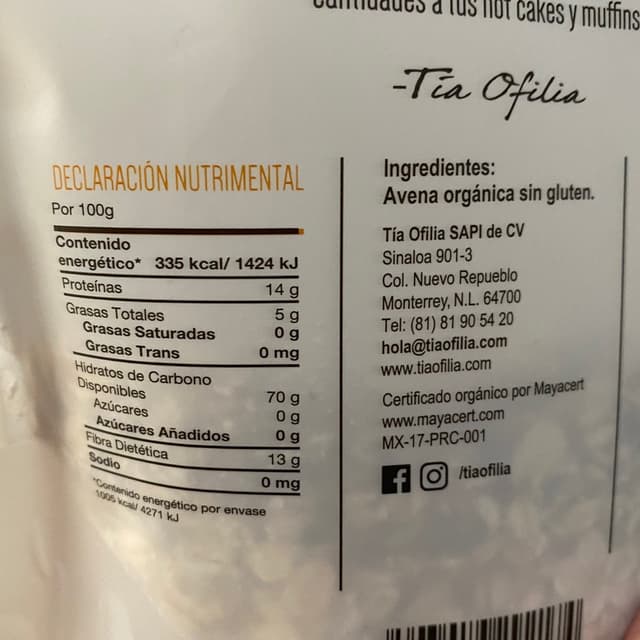 cantidades a tus hot cakes y muffins
-Tía Ofilia
DECLARACIÓN NUTRIMENTAL
Por 100g
Contenido
energético* 335 kcal/ 1424 kJ
Proteínas 14 g
Grasas Totales 5 g
Grasas Saturadas 0 g
Grasas Trans 0 mg
Hidratos de Carbono
Disponibles 70 g
Azúcares 0 g
Azúcares Añadidos 0 g
Fibra Dietética 13 g
Sodio 0 mg
*Contenido energético por envase
1005 kcal/ 4271 kJ
Ingredientes:
Avena orgánica sin gluten.
Tía Ofilia SAPI de CV
Sinaloa 901-3
Col. Nuevo Repueblo
Monterrey, N.L. 64700
Tel: (81) 81 90 54 20
hola@tiaofilia.com
www.tiaofilia.com
Certificado orgánico por Mayacert
www.mayacert.com
MX-17-PRC-001
/tiaofilia